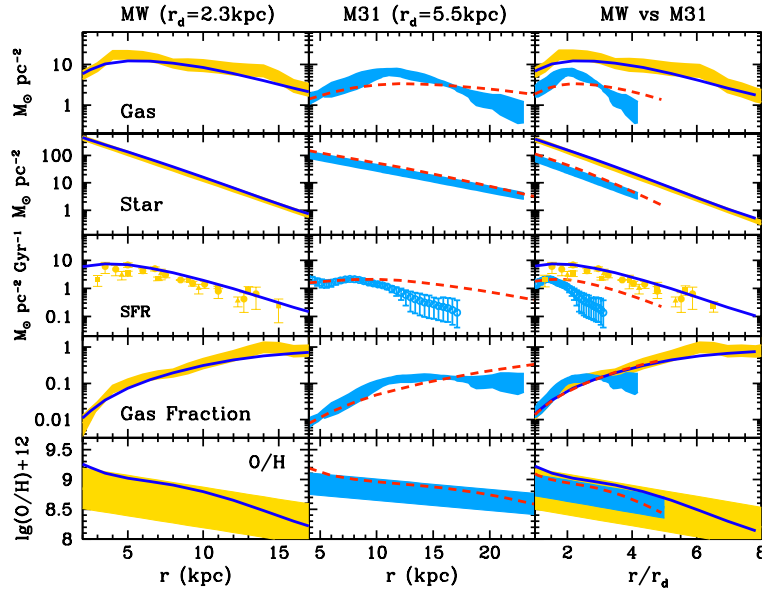 MW (r_d=2.3kpc) M31 (r_d=5.5kpc) MW vs M31
M⊙ pc⁻²
10
1
Gas
M⊙ pc⁻²
100
10
1
Star
M⊙ pc⁻² Gyr⁻¹
10
1
0.1
SFR
1
0.1
0.01
Gas Fraction
lg(O/H)+12
9.5
9
8.5
8
O/H
5 10 15 5 10 15 20 2 4 6 8
r (kpc) r (kpc) r/r_d